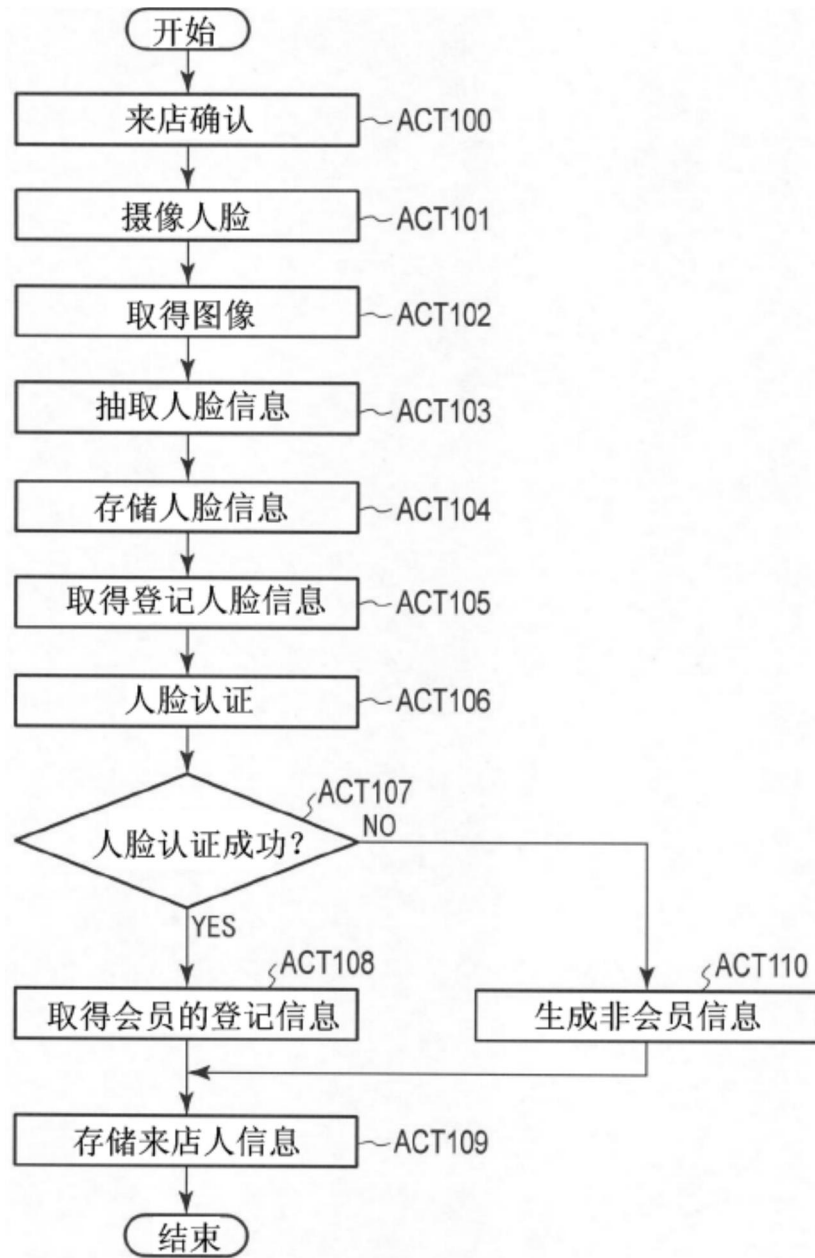 开始
来店确认 ACT100
摄像人脸 ACT101
取得图像 ACT102
抽取人脸信息 ACT103
存储人脸信息 ACT104
取得登记人脸信息 ACT105
人脸认证 ACT106
ACT107
人脸认证成功? NO
YES
ACT108 ACT110
取得会员的登记信息 生成非会员信息
存储来店人信息 ACT109
结束